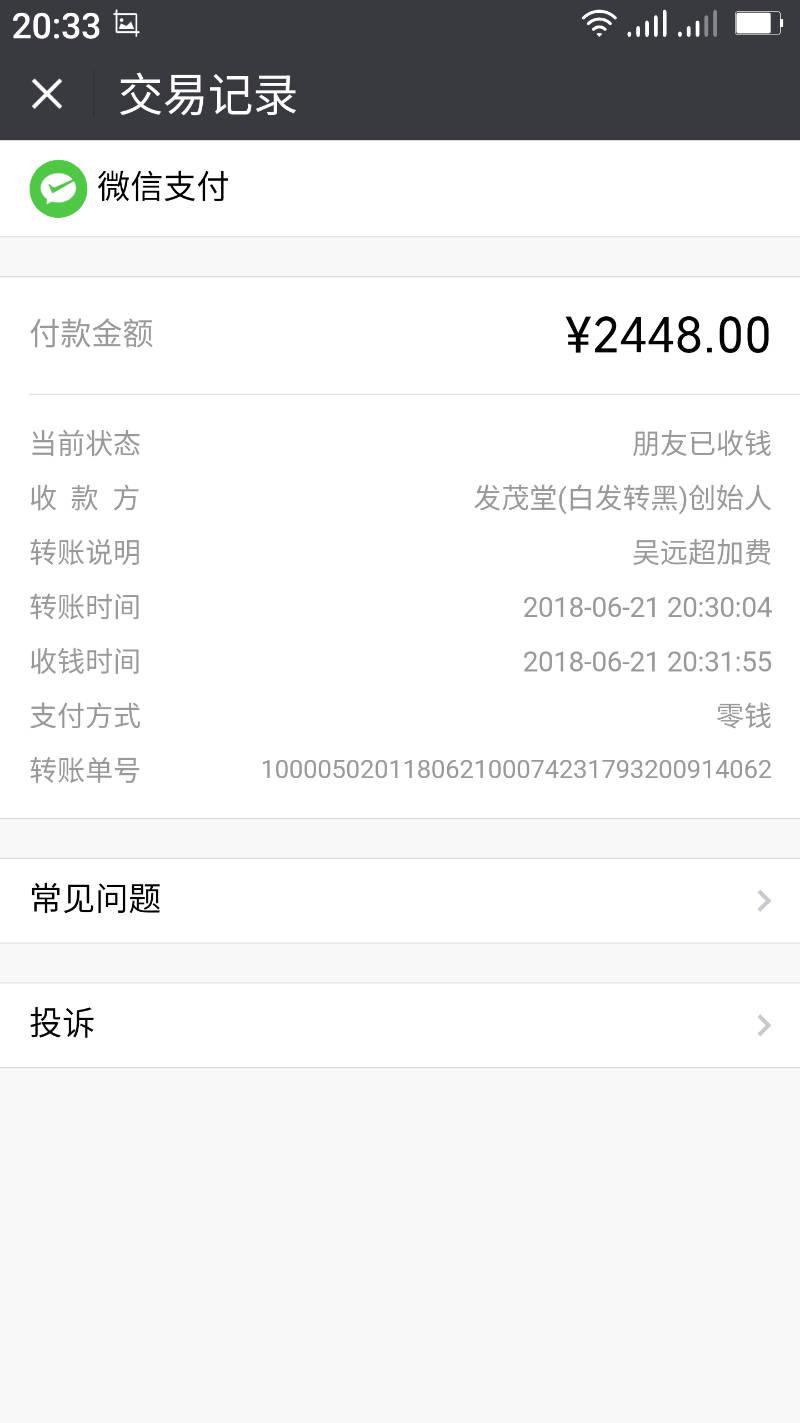 20:33
交易记录
微信支付
付款金额 ¥2448.00
当前状态 朋友已收钱
收款方 发茂堂(白发转黑)创始人
转账说明 吴远超加费
转账时间 2018-06-21 20:30:04
收钱时间 2018-06-21 20:31:55
支付方式 零钱
转账单号 100005020118062100074231793200914062
常见问题
投诉